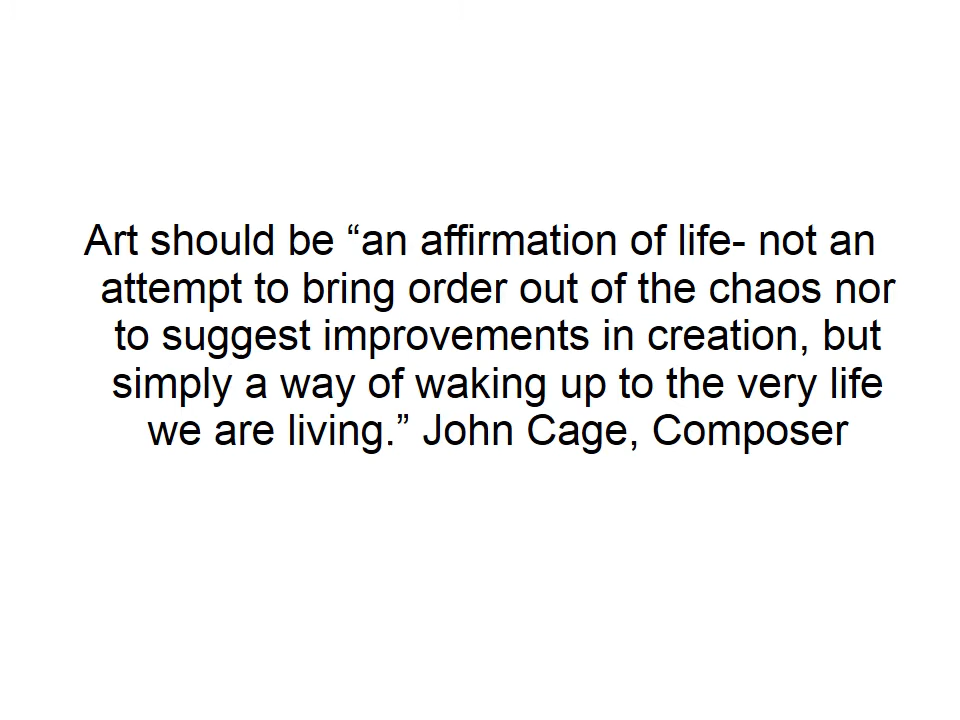 Art should be “an affirmation of life- not an
attempt to bring order out of the chaos nor
to suggest improvements in creation, but
simply a way of waking up to the very life
we are living.” John Cage, Composer